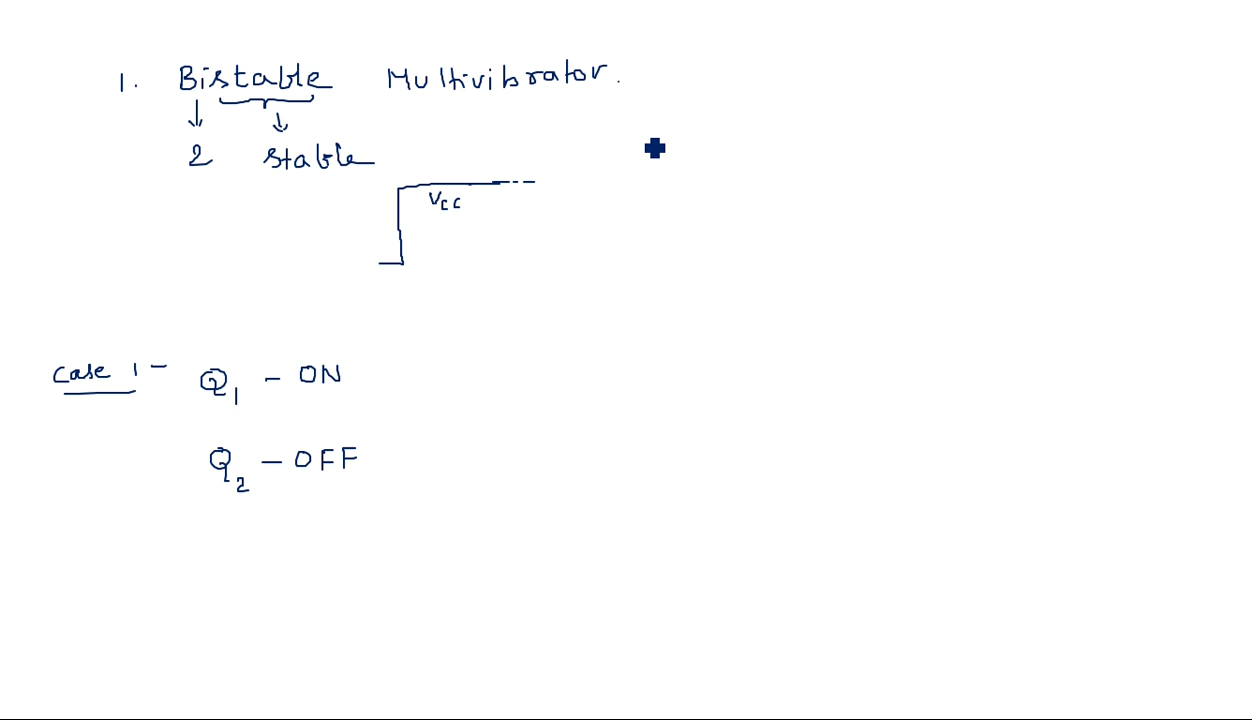 1. Bistable Multivibrator.
↓ ↓
2 stable
Vcc
Case 1 - Q1 - ON
Q2 - OFF